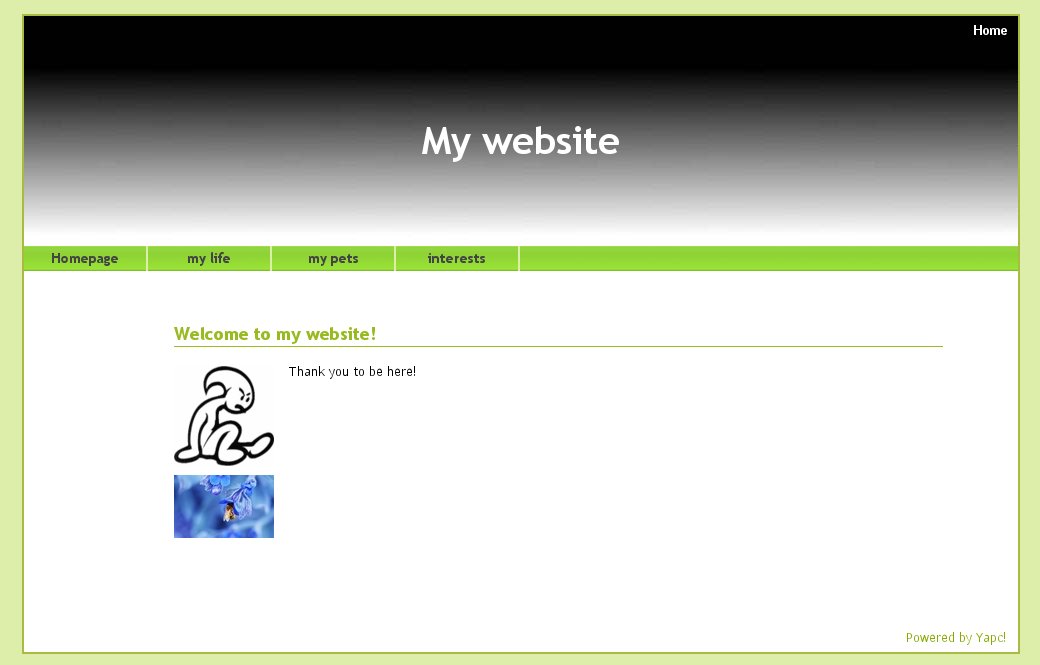 Home
My website
Homepage my life my pets interests
Welcome to my website!
Thank you to be here!
Powered by Yapc!